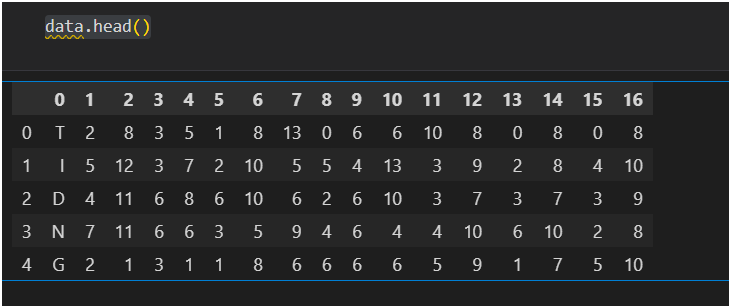 data.head()
0 1 2 3 4 5 6 7 8 9 10 11 12 13 14 15 16
0 T 2 8 3 5 1 8 13 0 6 6 10 8 0 8 0 8
1 I 5 12 3 7 2 10 5 5 4 13 3 9 2 8 4 10
2 D 4 11 6 8 6 10 6 2 6 10 3 7 3 7 3 9
3 N 7 11 6 6 3 5 9 4 6 4 4 10 6 10 2 8
4 G 2 1 3 1 1 8 6 6 6 6 5 9 1 7 5 10